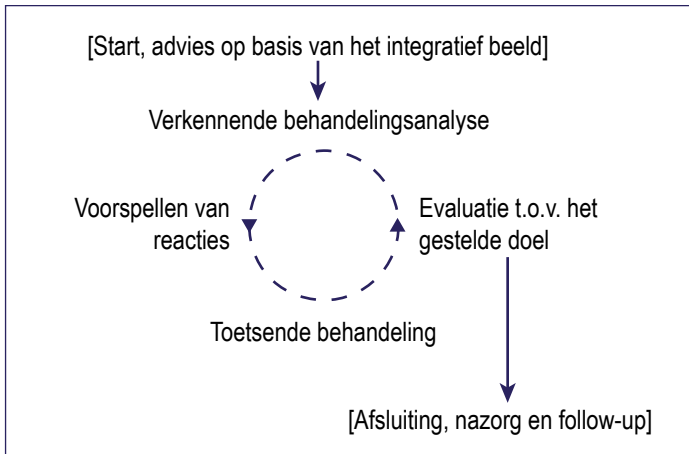 [Start, advies op basis van het integratief beeld]
Verkennende behandelingsanalyse
Voorspellen van
reacties
Evaluatie t.o.v. het
gestelde doel
Toetsende behandeling
[Afsluiting, nazorg en follow-up]